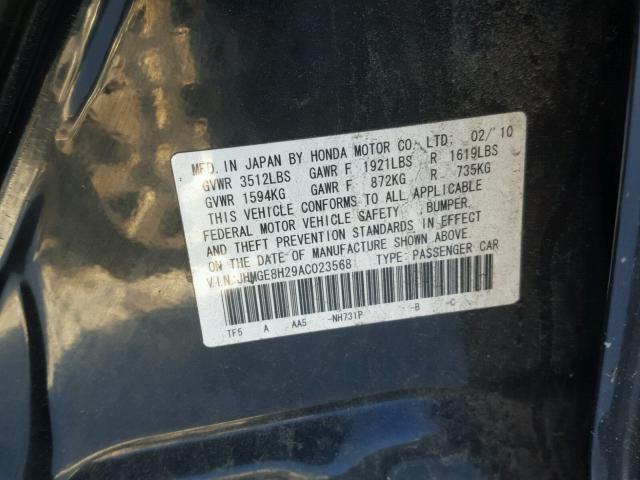 MFD. IN JAPAN BY HONDA MOTOR CO., LTD. 02/'10
GVWR 3512LBS GAWR F 1921LBS R 1619LBS
GVWR 1594KG GAWR F 872KG R 735KG
THIS VEHICLE CONFORMS TO ALL APPLICABLE
FEDERAL MOTOR VEHICLE SAFETY, BUMPER,
AND THEFT PREVENTION STANDARDS IN EFFECT
ON THE DATE OF MANUFACTURE SHOWN ABOVE.
V.I.N. JHMGE8H29AC023568 TYPE: PASSENGER CAR
TF5 A AA5 -NH731P -B -C